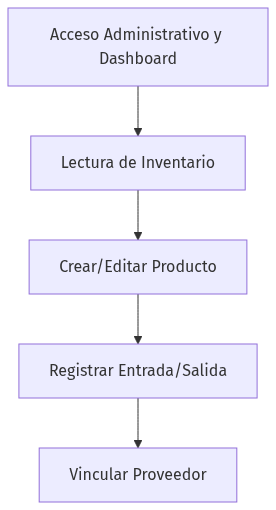 Acceso Administrativo y
Dashboard
Lectura de Inventario
Crear/Editar Producto
Registrar Entrada/Salida
Vincular Proveedor